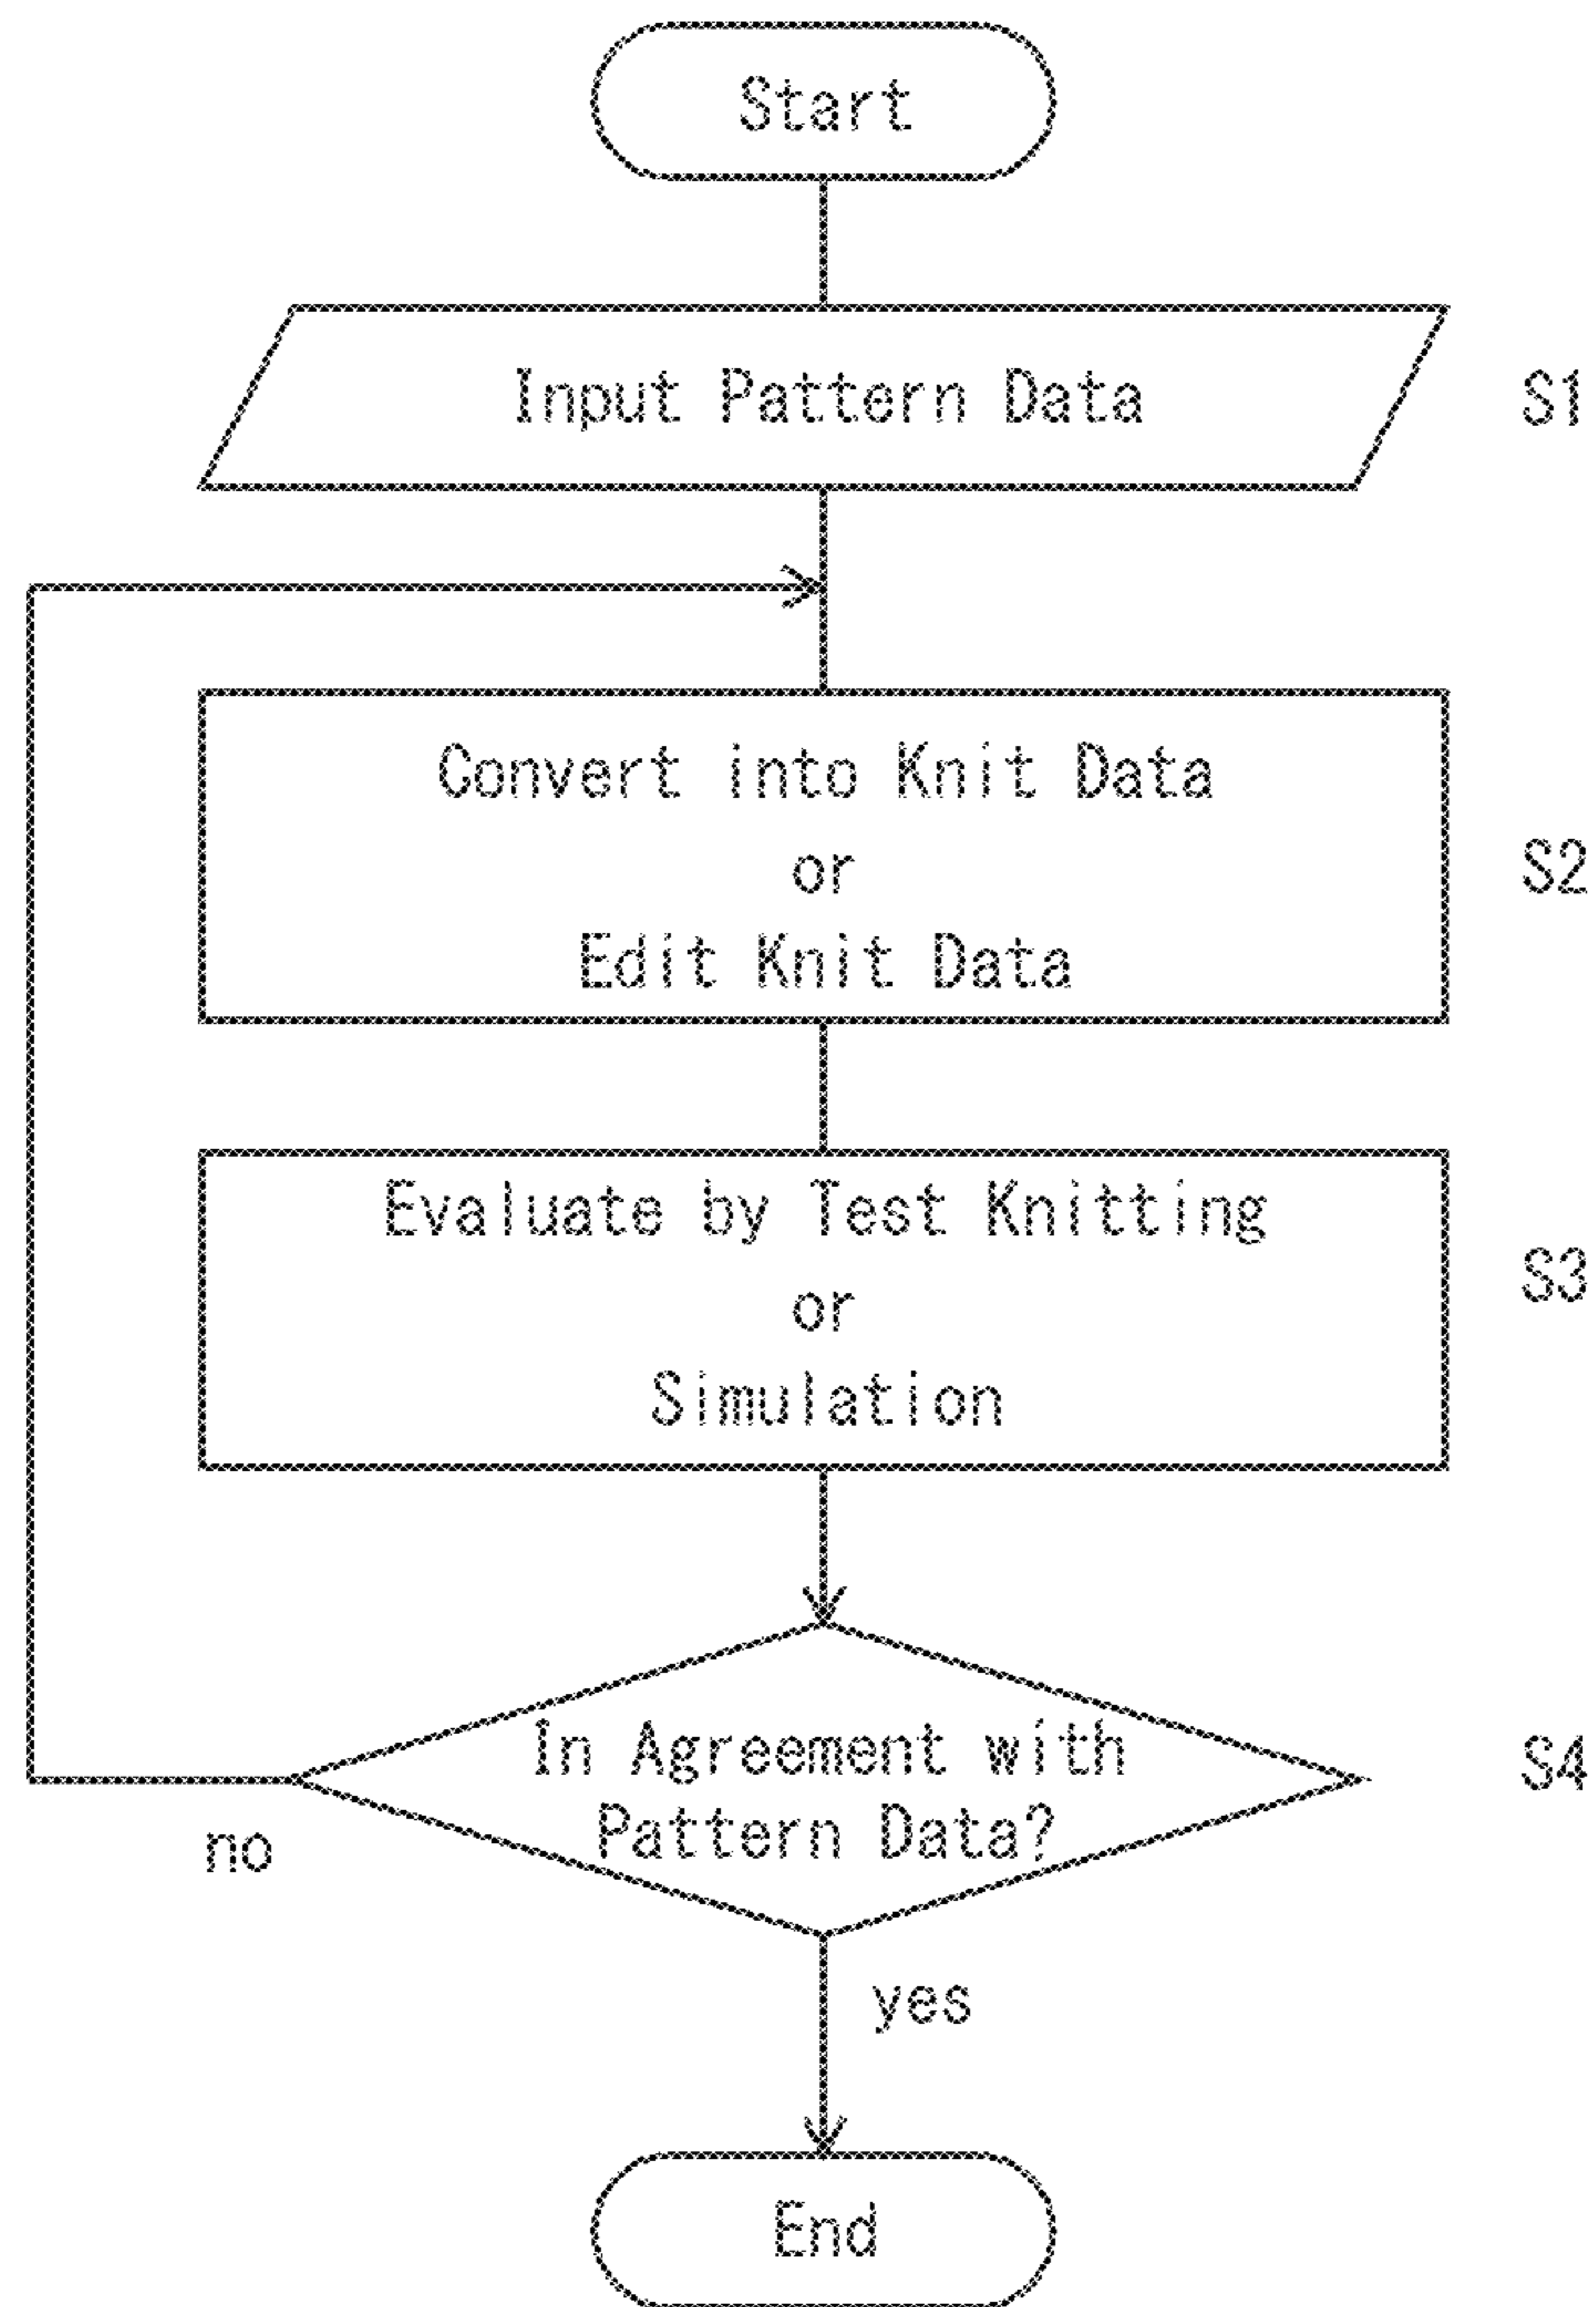 Start
Input Pattern Data
S1
Convert into Knit Data
or
Edit Knit Data
S2
Evaluate by Test Knitting
or
Simulation
S3
In Agreement with
Pattern Data?
S4
no
yes
End